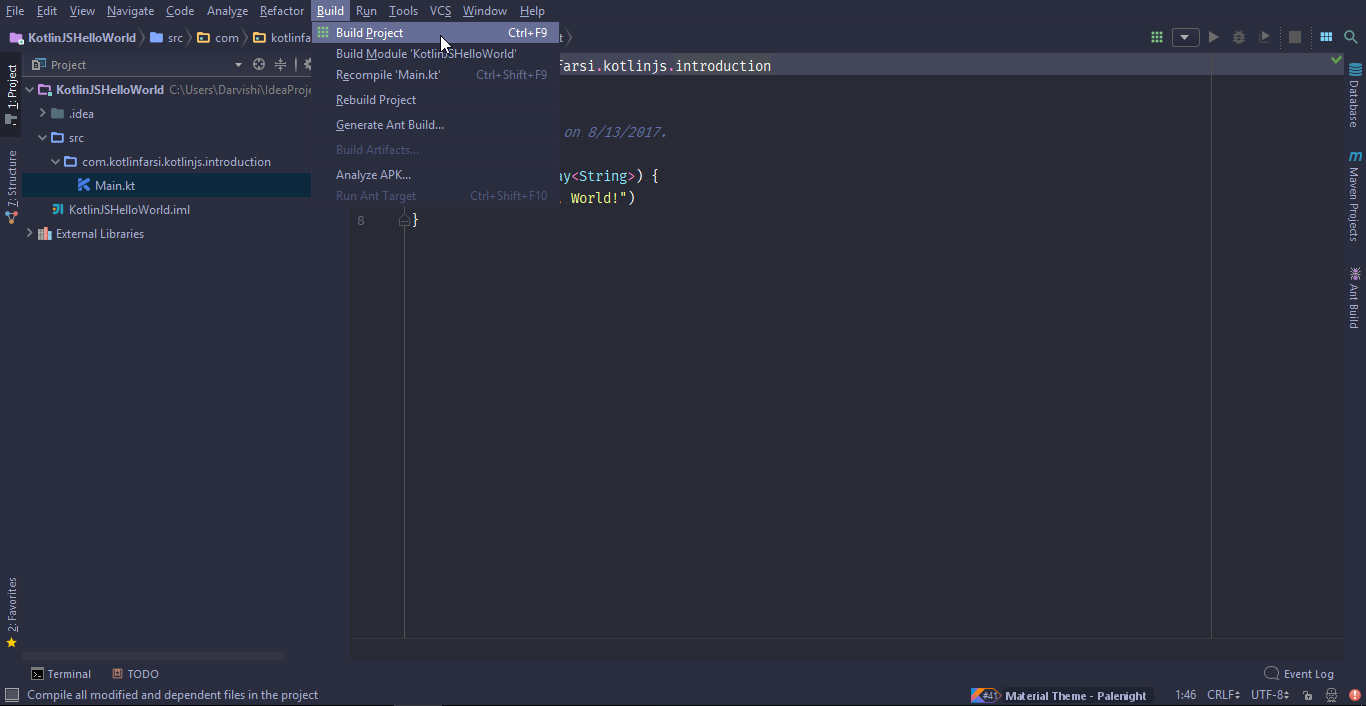 File Edit View Navigate Code Analyze Refactor Build Run Tools VCS Window Help
KotlinJSHelloWorld src com kotlinfa t
Build Project Ctrl+F9
Build Module 'KotlinJSHelloWorld'
Recompile 'Main.kt' Ctrl+Shift+F9
Rebuild Project
Generate Ant Build...
Build Artifacts...
Analyze APK...
Run Ant Target Ctrl+Shift+F10
1: Project
7: Structure
2: Favorites
Project
KotlinJSHelloWorld C:\Users\Darvishi\IdeaProje
.idea
src
com.kotlinfarsi.kotlinjs.introduction
Main.kt
KotlinJSHelloWorld.iml
External Libraries
farsi.kotlinjs.introduction
on 8/13/2017.
ay<String>) {
, World!")
8 }
Database
m Maven Projects
Ant Build
Terminal TODO
Event Log
Compile all modified and dependent files in the project
#41 Material Theme - Palenight 1:46 CRLF UTF-8